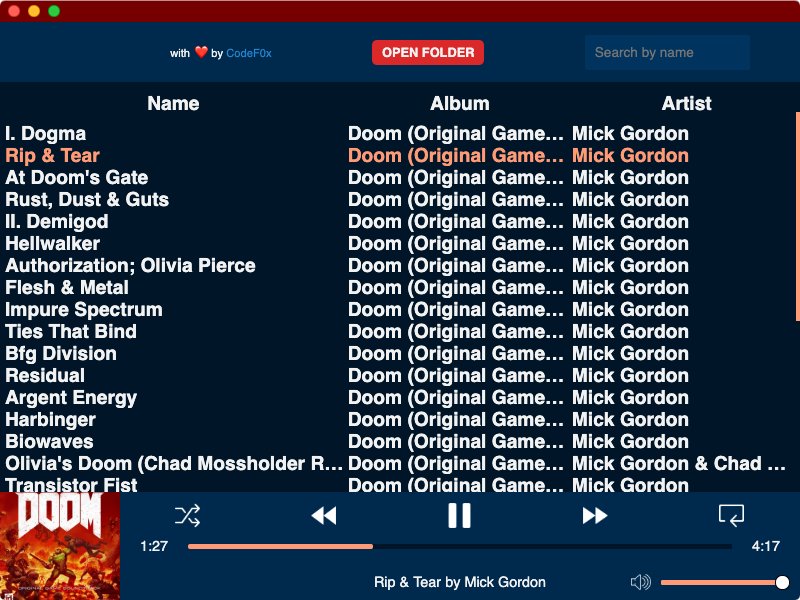 with ❤️ by CodeF0x
OPEN FOLDER
Search by name
Name Album Artist
I. Dogma Doom (Original Game… Mick Gordon
Rip & Tear Doom (Original Game… Mick Gordon
At Doom's Gate Doom (Original Game… Mick Gordon
Rust, Dust & Guts Doom (Original Game… Mick Gordon
II. Demigod Doom (Original Game… Mick Gordon
Hellwalker Doom (Original Game… Mick Gordon
Authorization; Olivia Pierce Doom (Original Game… Mick Gordon
Flesh & Metal Doom (Original Game… Mick Gordon
Impure Spectrum Doom (Original Game… Mick Gordon
Ties That Bind Doom (Original Game… Mick Gordon
Bfg Division Doom (Original Game… Mick Gordon
Residual Doom (Original Game… Mick Gordon
Argent Energy Doom (Original Game… Mick Gordon
Harbinger Doom (Original Game… Mick Gordon
Biowaves Doom (Original Game… Mick Gordon
Olivia's Doom (Chad Mossholder R… Doom (Original Game… Mick Gordon & Chad …
Transistor Fist Doom (Original Game… Mick Gordon
DOOM
ORIGINAL GAME SOUNDTRACK
1:27 4:17
Rip & Tear by Mick Gordon